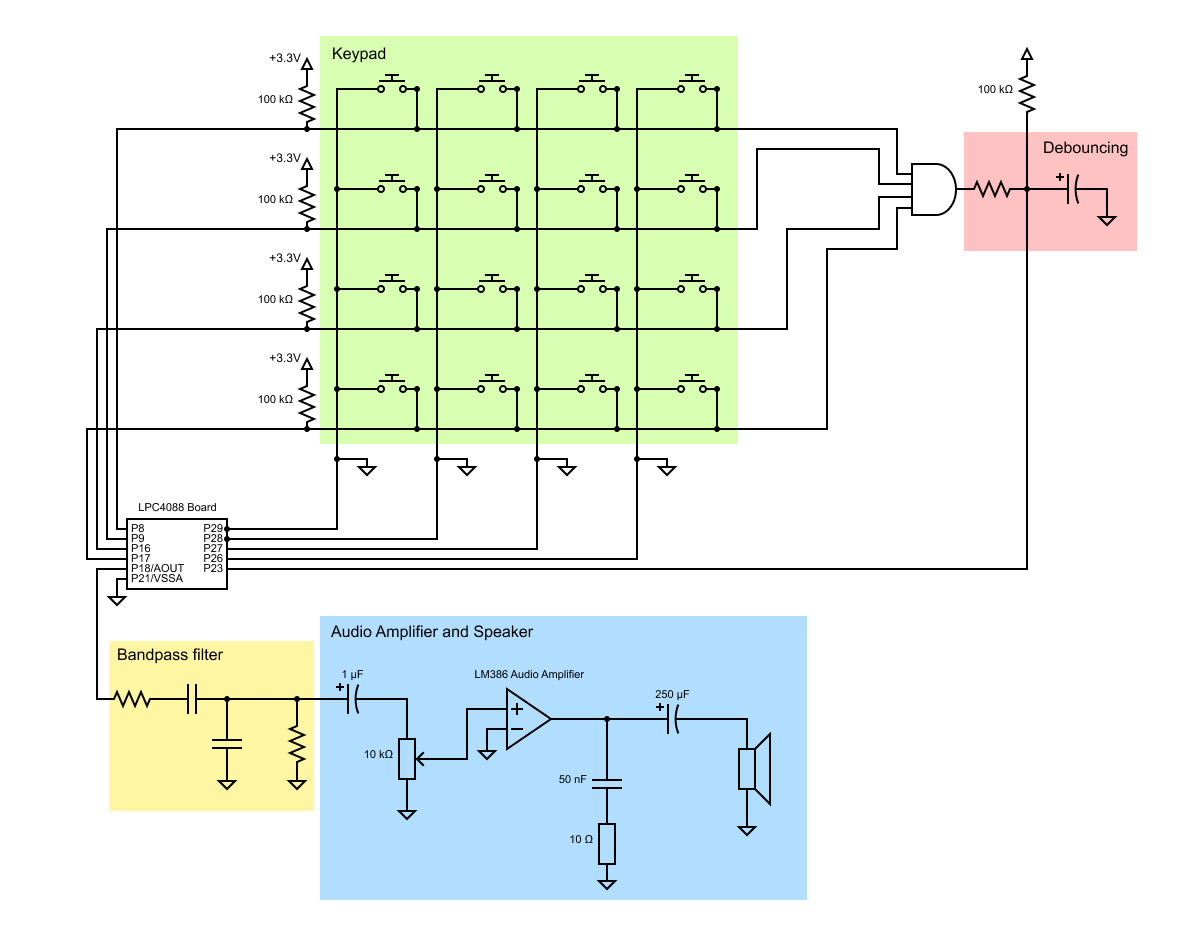 Keypad
+3.3V
100 kΩ
100 kΩ
Debouncing
+3.3V
100 kΩ
+
+3.3V
100 kΩ
+3.3V
100 kΩ
LPC4088 Board
P8
P29
P9
P28
P16
P27
P17
P26
P18/AOUT
P23
P21/VSSA
Audio Amplifier and Speaker
Bandpass filter
1 µF
+
LM386 Audio Amplifier
250 µF
+
+
−
10 kΩ
50 nF
10 Ω